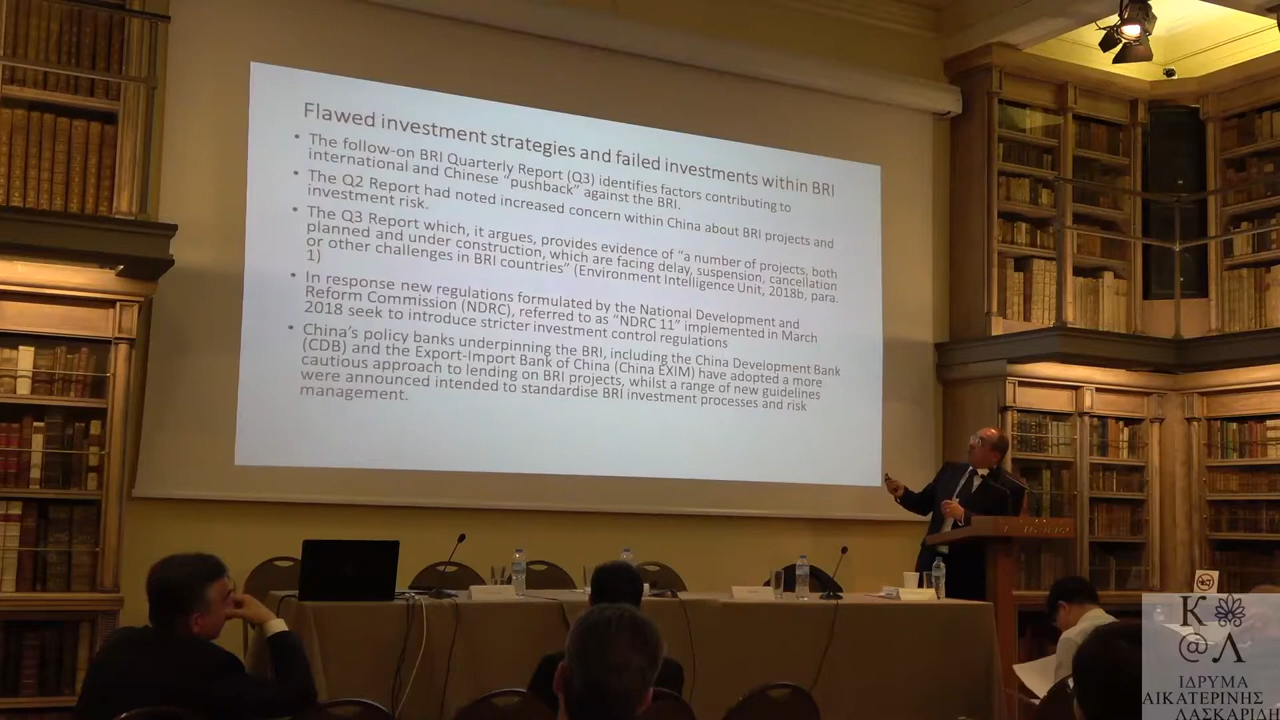 Flawed investment strategies and failed investments within BRI
• The follow-on BRI Quarterly Report (Q3) identifies factors contributing to
international and Chinese "pushback" against the BRI.
• The Q2 Report had noted increased concern within China about BRI projects and
investment risk.
• The Q3 Report which, it argues, provides evidence of "a number of projects, both
planned and under construction, which are facing delay, suspension, cancellation
or other challenges in BRI countries" (Environment Intelligence Unit, 2018b, para.
1)
• In response new regulations formulated by the National Development and
Reform Commission (NDRC), referred to as "NDRC 11" implemented in March
2018 seek to introduce stricter investment control regulations
• China's policy banks underpinning the BRI, including the China Development Bank
(CDB) and the Export-Import Bank of China (China EXIM) have adopted a more
cautious approach to lending on BRI projects, whilst a range of new guidelines
were announced intended to standardise BRI investment processes and risk
management.
Κ
@ Λ
ΙΔΡΥΜΑ
ΑΙΚΑΤΕΡΙΝΗΣ
ΛΑΣΚΑΡΙΔΗ